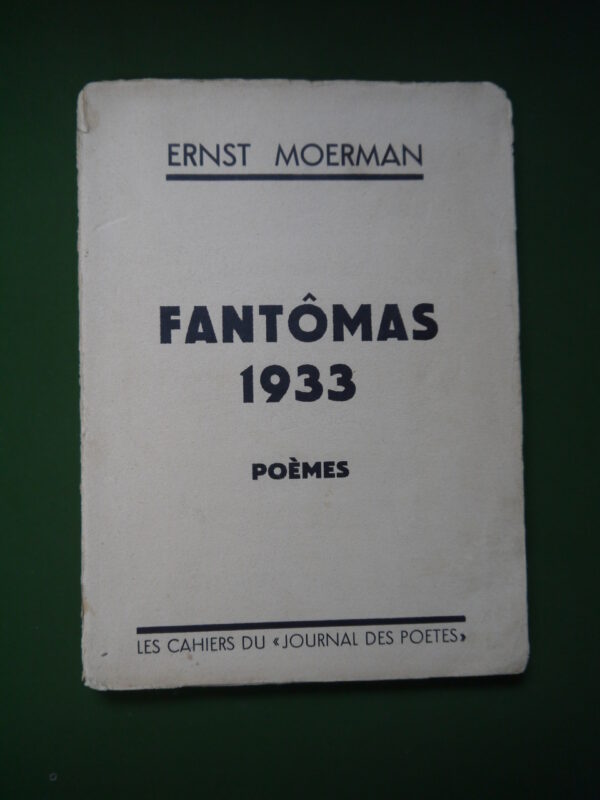 ERNST MOERMAN
FANTÔMAS
1933
POÈMES
LES CAHIERS DU «JOURNAL DES POETES»